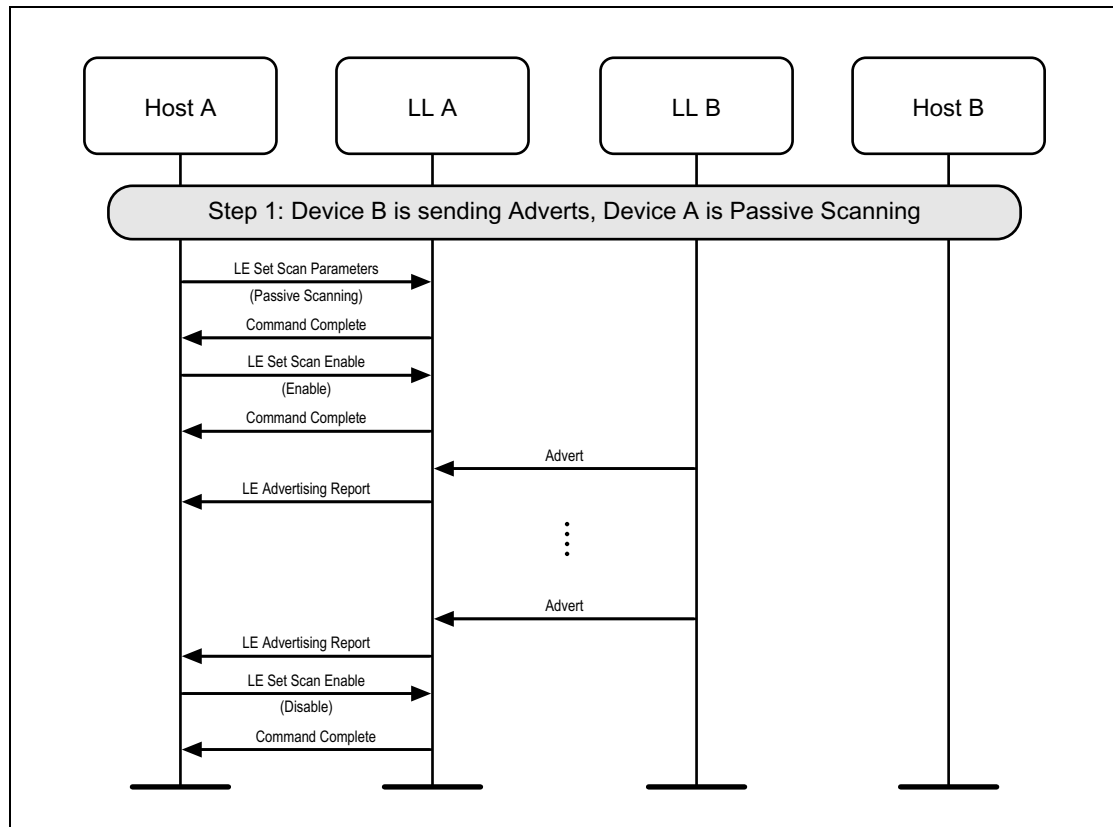 Host A
LL A
LL B
Host B
Step 1: Device B is sending Adverts, Device A is Passive Scanning
LE Set Scan Parameters
(Passive Scanning)
Command Complete
LE Set Scan Enable
(Enable)
Command Complete
Advert
LE Advertising Report
Advert
LE Advertising Report
LE Set Scan Enable
(Disable)
Command Complete